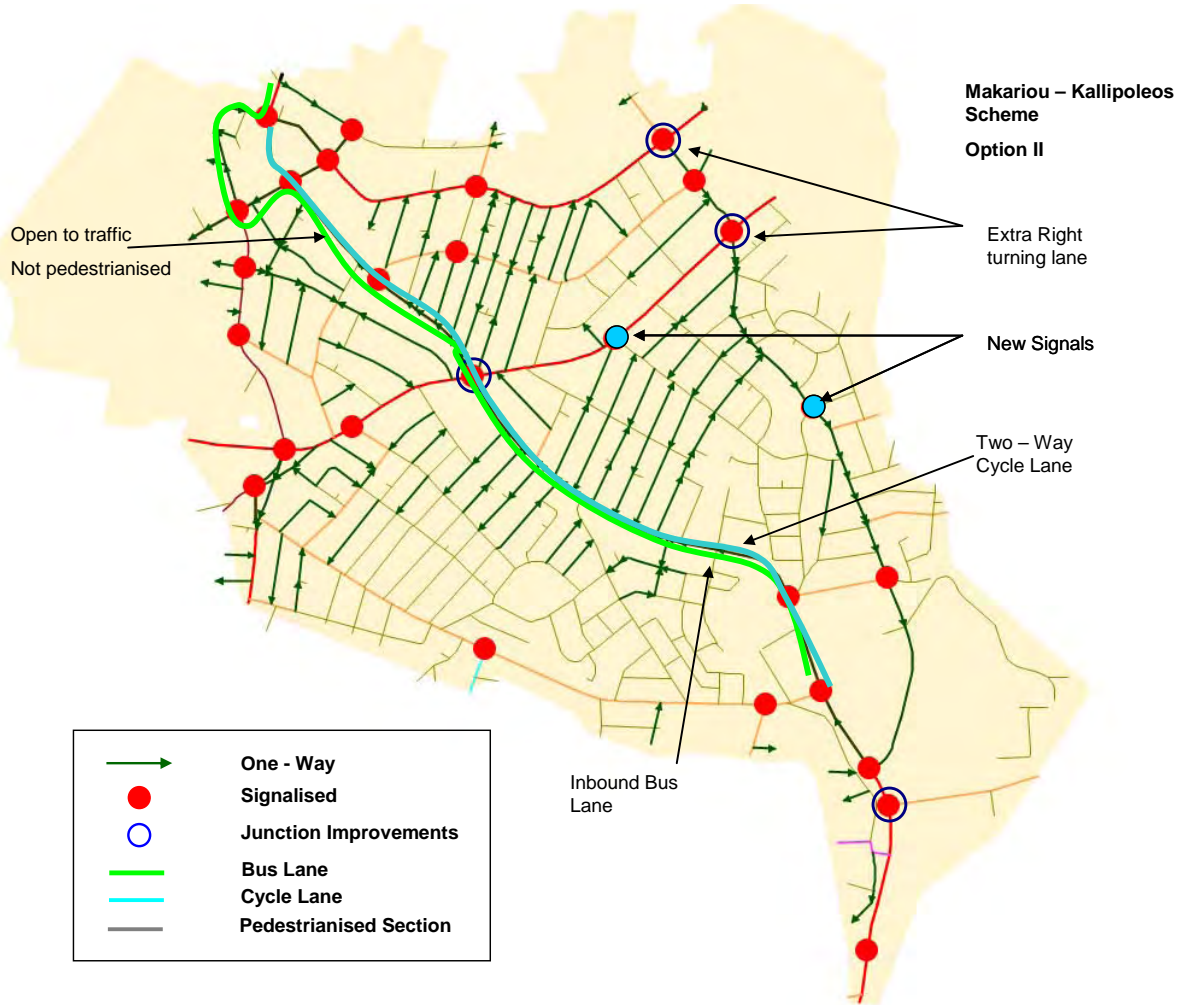 Makariou – Kallipoleos
Scheme
Option II
Open to traffic
Not pedestrianised
Extra Right
turning lane
New Signals
Two – Way
Cycle Lane
Inbound Bus
Lane
One - Way
Signalised
Junction Improvements
Bus Lane
Cycle Lane
Pedestrianised Section